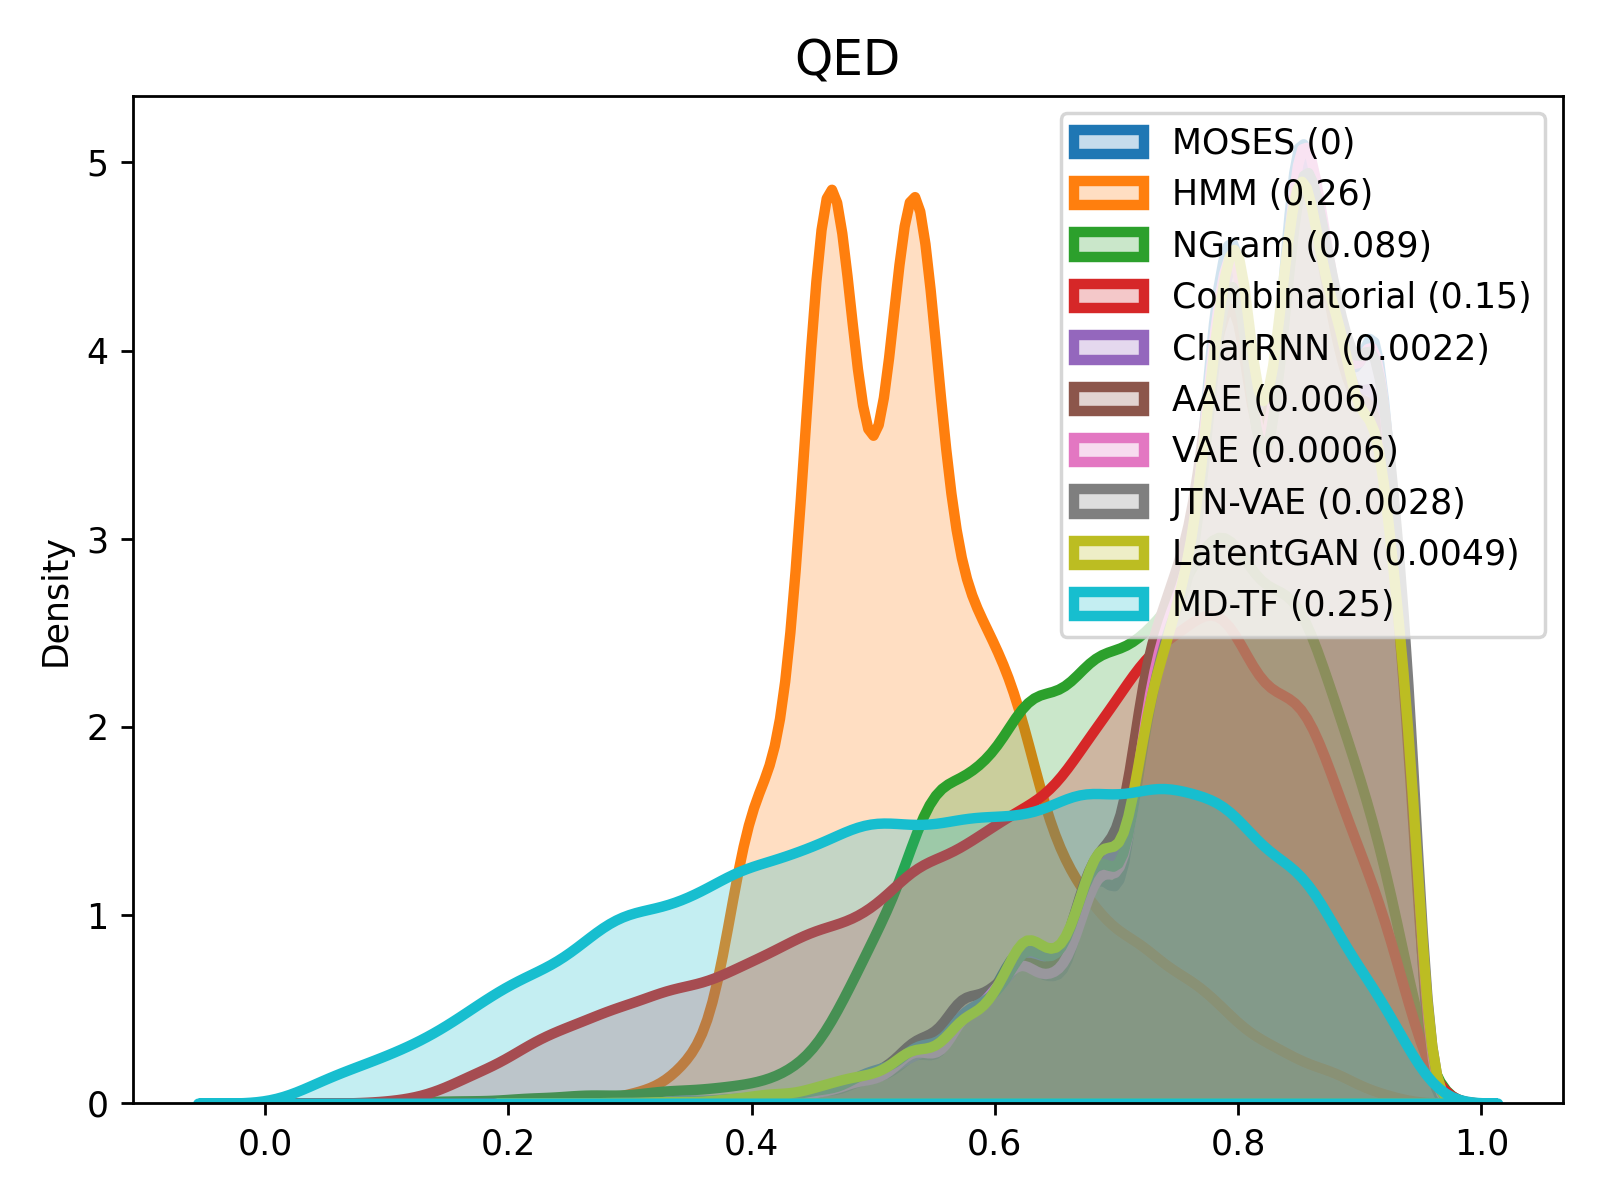 QED
Density
5
4
3
2
1
0
0.0 0.2 0.4 0.6 0.8 1.0
MOSES (0)
HMM (0.26)
NGram (0.089)
Combinatorial (0.15)
CharRNN (0.0022)
AAE (0.006)
VAE (0.0006)
JTN-VAE (0.0028)
LatentGAN (0.0049)
MD-TF (0.25)